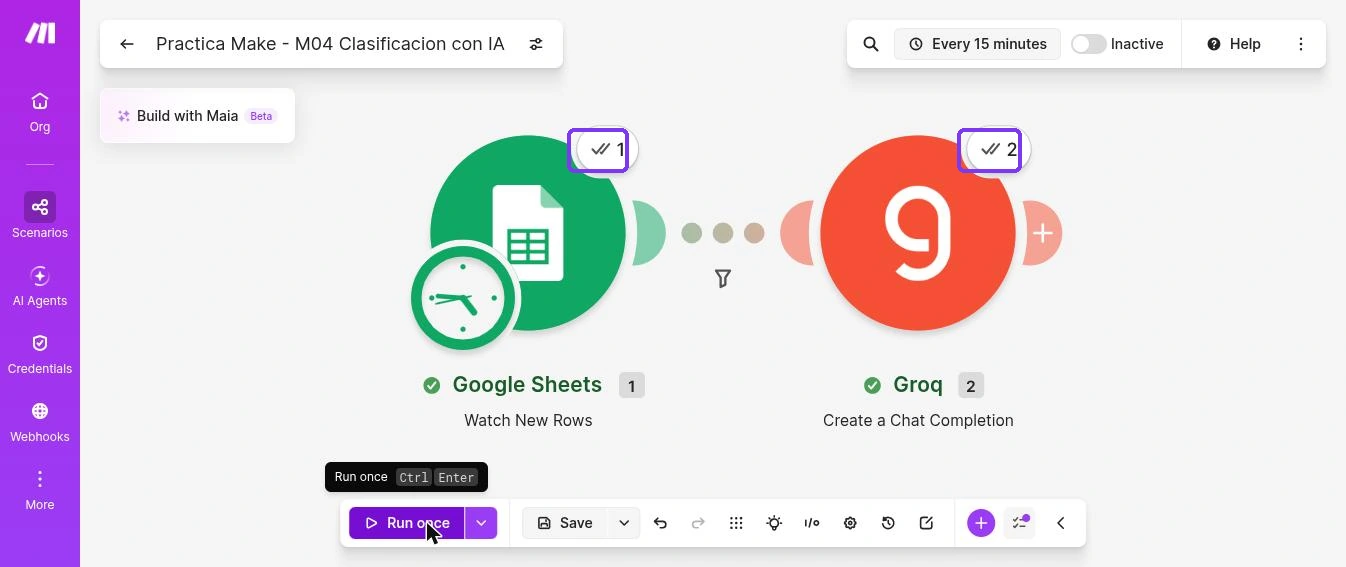 Practica Make - M04 Clasificacion con IA
Every 15 minutes
Inactive
Help
Org
Build with Maia Beta
Scenarios
AI Agents
Credentials
Webhooks
More
1
2
Google Sheets 1
Watch New Rows
Groq 2
Create a Chat Completion
Run once Ctrl Enter
Run once
Save